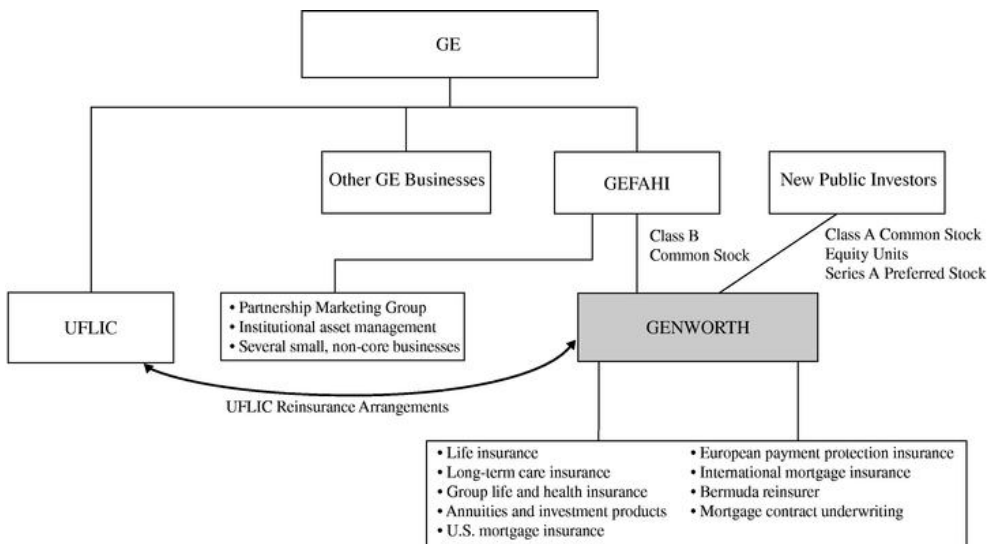 GE
Other GE Businesses
GEFAHI
New Public Investors
Class B
Common Stock
Class A Common Stock
Equity Units
Series A Preferred Stock
UFLIC
• Partnership Marketing Group
• Institutional asset management
• Several small, non-core businesses
GENWORTH
UFLIC Reinsurance Arrangements
• Life insurance
• Long-term care insurance
• Group life and health insurance
• Annuities and investment products
• U.S. mortgage insurance
• European payment protection insurance
• International mortgage insurance
• Bermuda reinsurer
• Mortgage contract underwriting